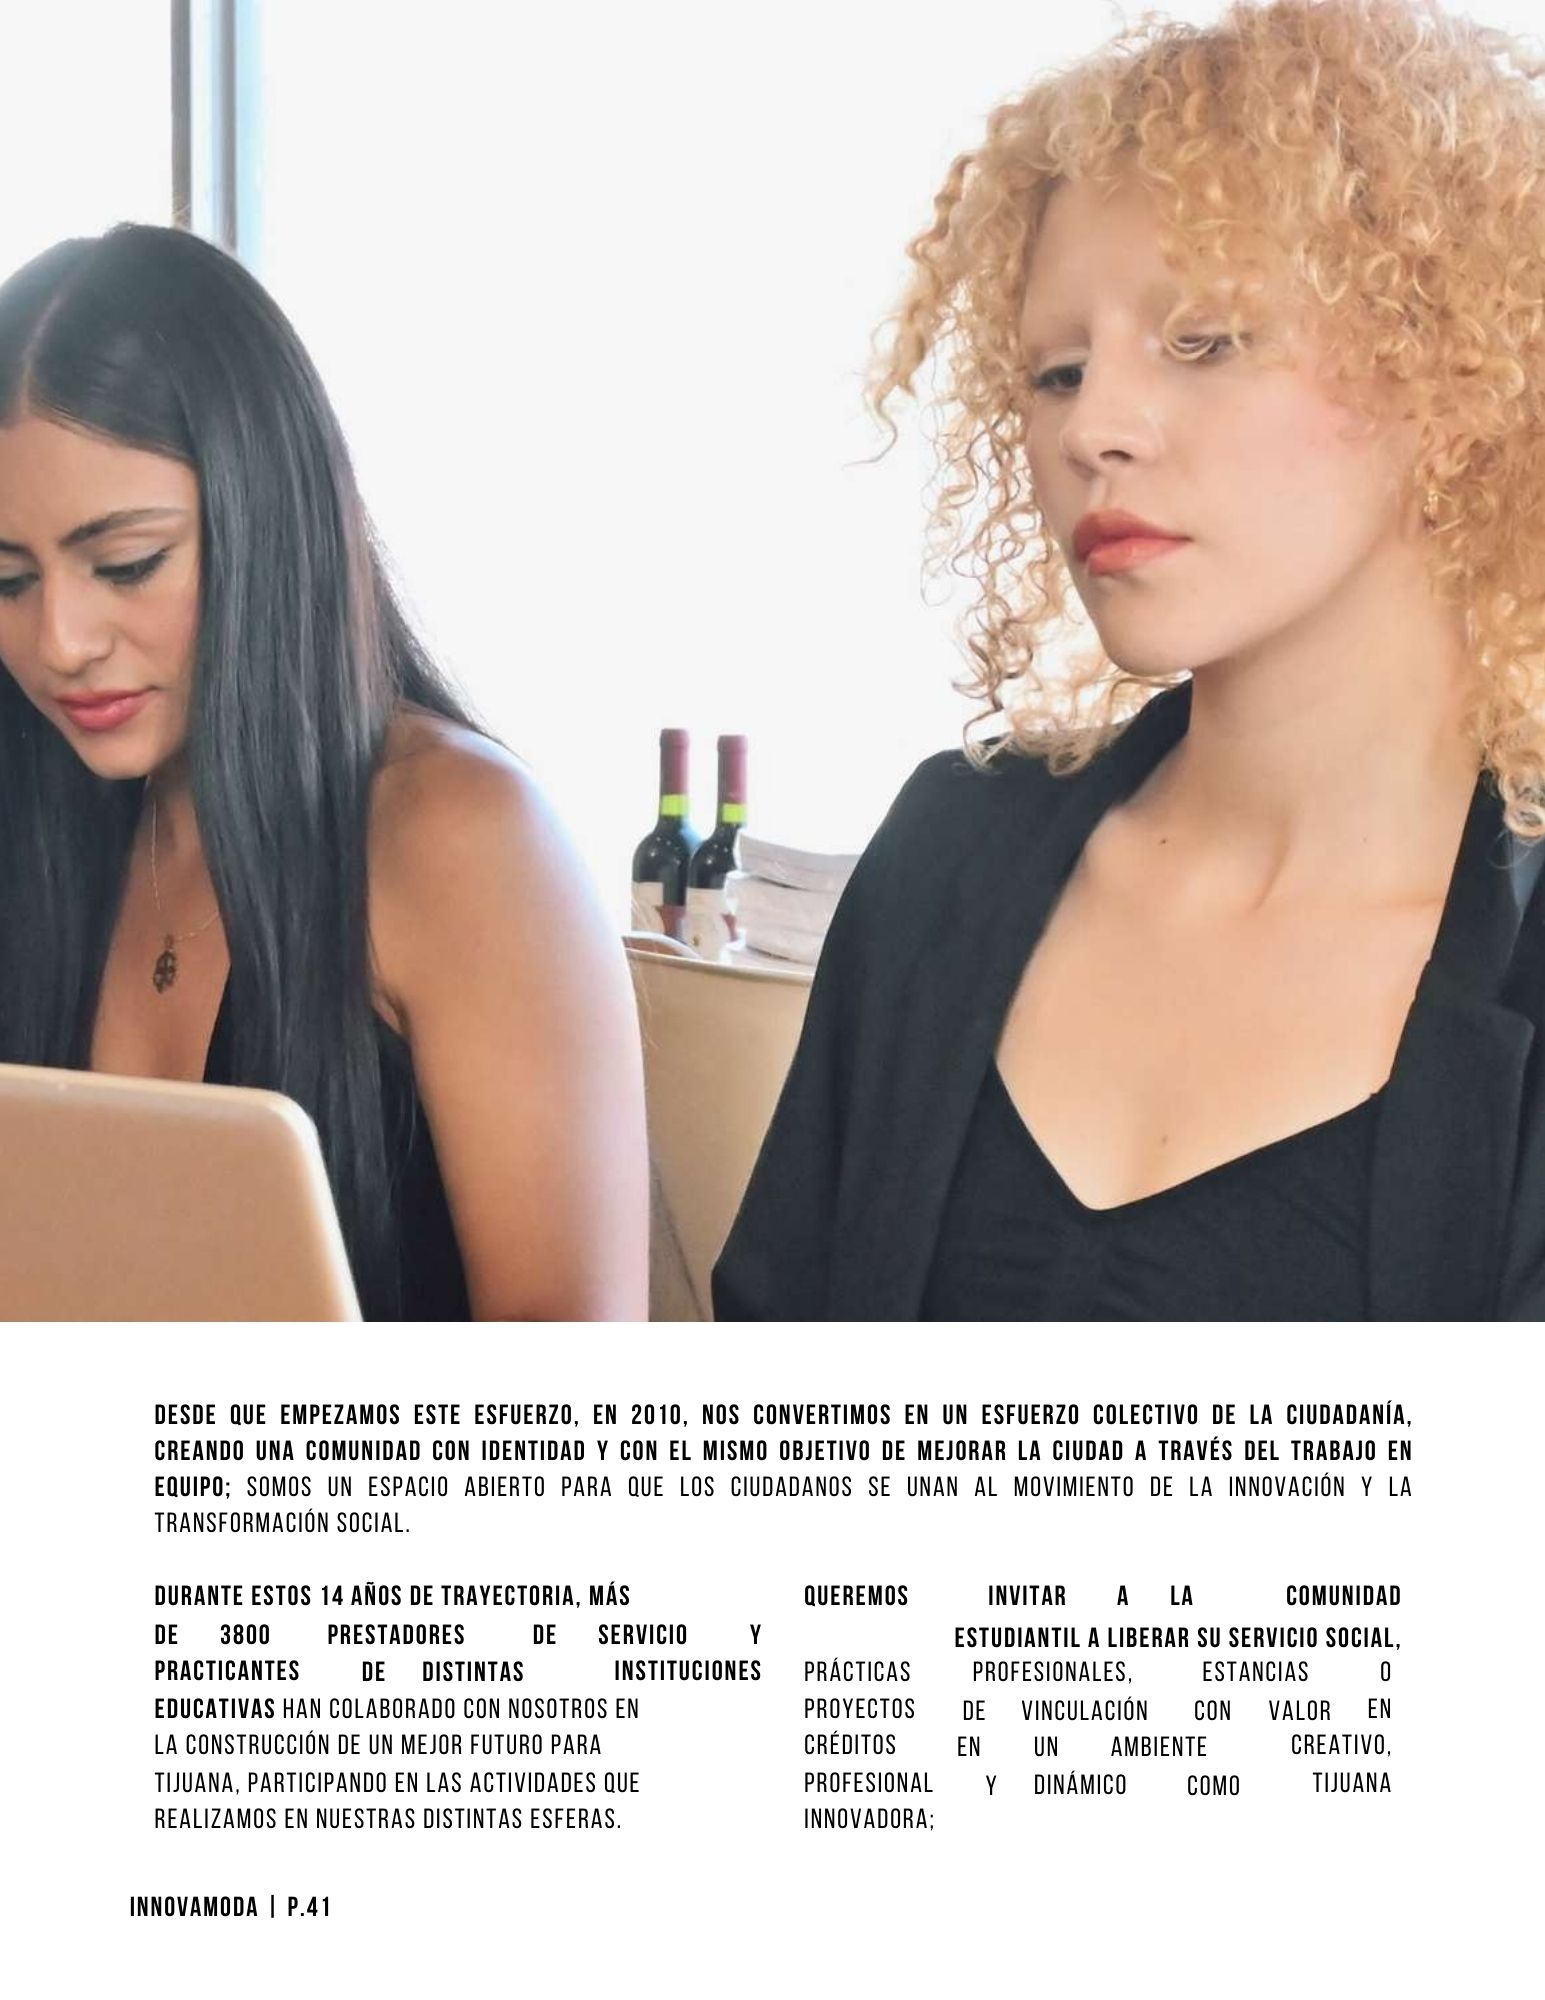 DESDE QUE EMPEZAMOS ESTE ESFUERZO, EN 2010, NOS CONVERTIMOS EN UN ESFUERZO COLECTIVO DE LA CIUDADANÍA,
CREANDO UNA COMUNIDAD CON IDENTIDAD Y CON EL MISMO OBJETIVO DE MEJORAR LA CIUDAD A TRAVÉS DEL TRABAJO EN
EQUIPO; SOMOS UN ESPACIO ABIERTO PARA QUE LOS CIUDADANOS SE UNAN AL MOVIMIENTO DE LA INNOVACIÓN Y LA
TRANSFORMACIÓN SOCIAL.
DURANTE ESTOS 14 AÑOS DE TRAYECTORIA, MÁS
DE 3800 PRESTADORES DE SERVICIO Y
PRACTICANTES DE DISTINTAS INSTITUCIONES
EDUCATIVAS HAN COLABORADO CON NOSOTROS EN
LA CONSTRUCCIÓN DE UN MEJOR FUTURO PARA
TIJUANA, PARTICIPANDO EN LAS ACTIVIDADES QUE
REALIZAMOS EN NUESTRAS DISTINTAS ESFERAS.
QUEREMOS INVITAR A LA COMUNIDAD
ESTUDIANTIL A LIBERAR SU SERVICIO SOCIAL,
PRÁCTICAS PROFESIONALES, ESTANCIAS O
PROYECTOS DE VINCULACIÓN CON VALOR EN
CRÉDITOS EN UN AMBIENTE CREATIVO,
PROFESIONAL Y DINÁMICO COMO TIJUANA
INNOVADORA;
INNOVAMODA | P.41